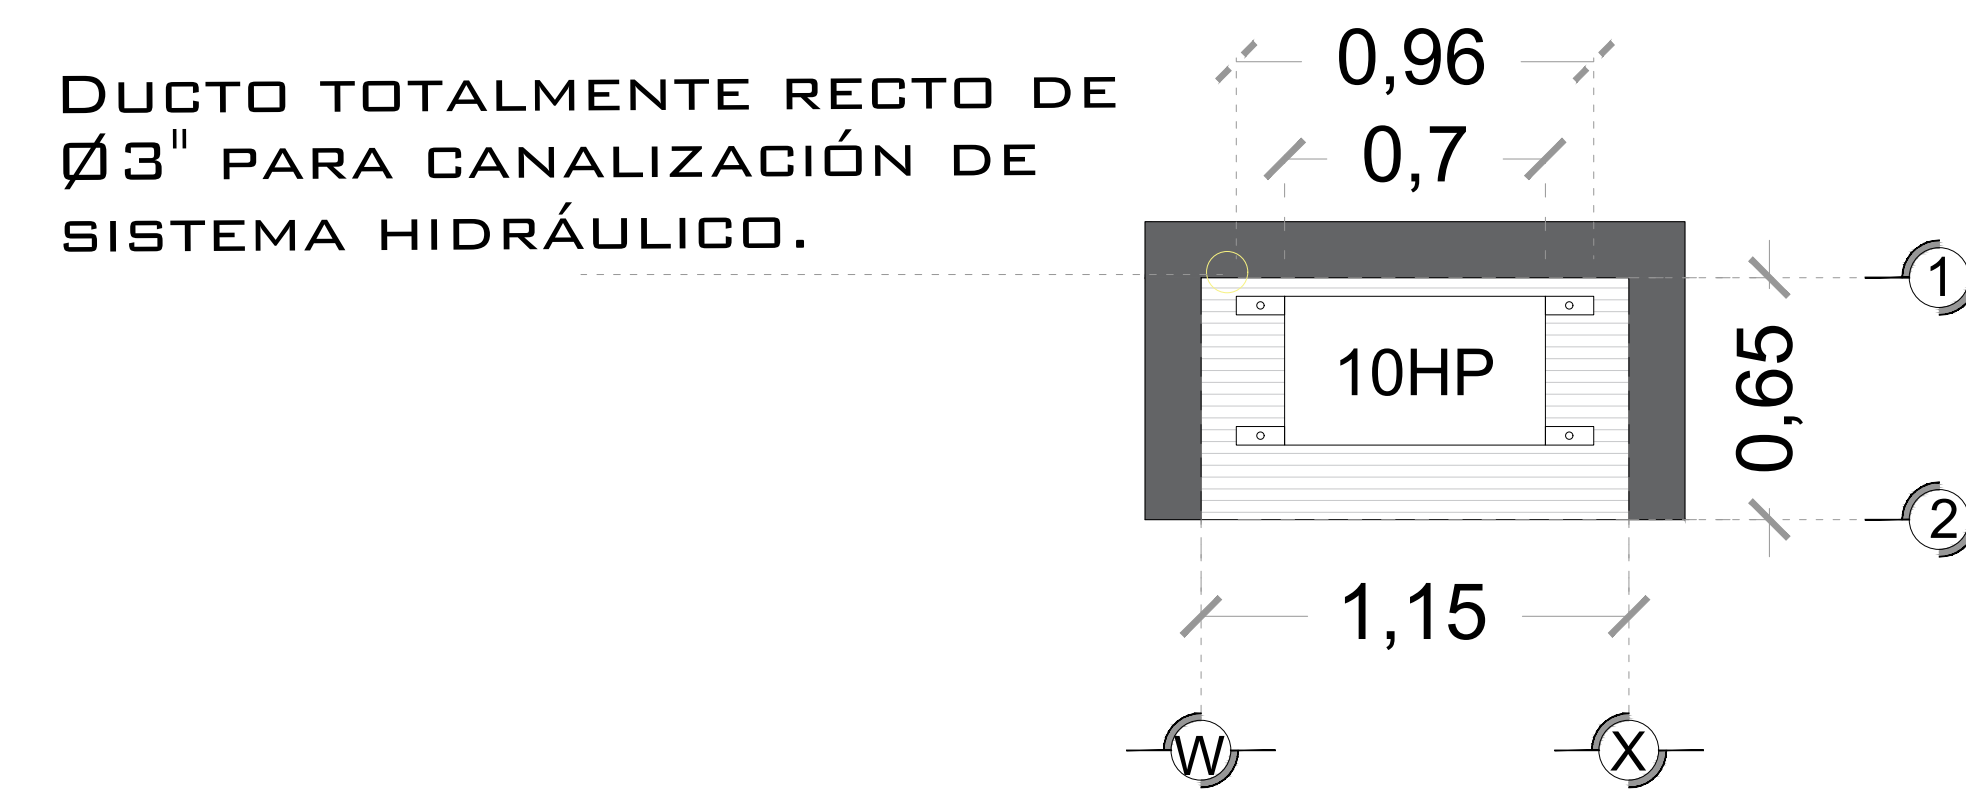 Ducto totalmente recto de
Ø3" para canalización de
sistema hidráulico.
0,96
0,7
10HP
0,65
1,15
1
2
W
X